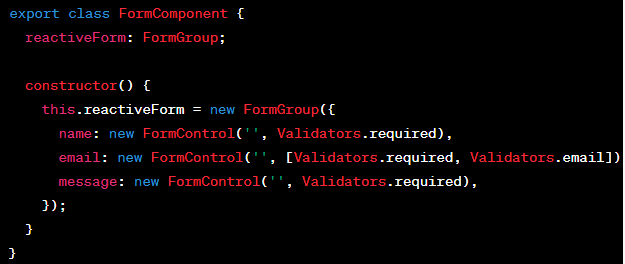 export class FormComponent {
reactiveForm: FormGroup;
constructor() {
this.reactiveForm = new FormGroup({
name: new FormControl('', Validators.required),
email: new FormControl('', [Validators.required, Validators.email])
message: new FormControl('', Validators.required),
});
}
}